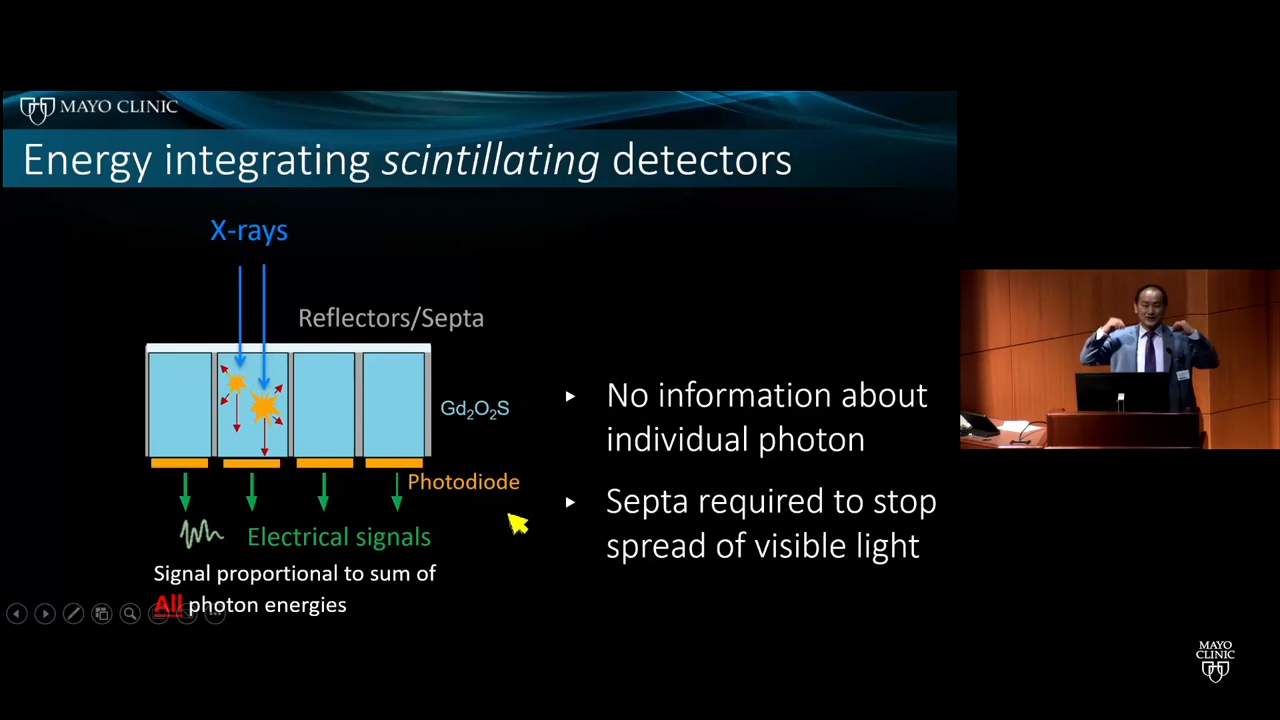 MAYO CLINIC
Energy integrating scintillating detectors
X-rays
Reflectors/Septa
Gd₂O₂S
Photodiode
Electrical signals
Signal proportional to sum of
All photon energies
No information about
individual photon
Septa required to stop
spread of visible light
MAYO
CLINIC